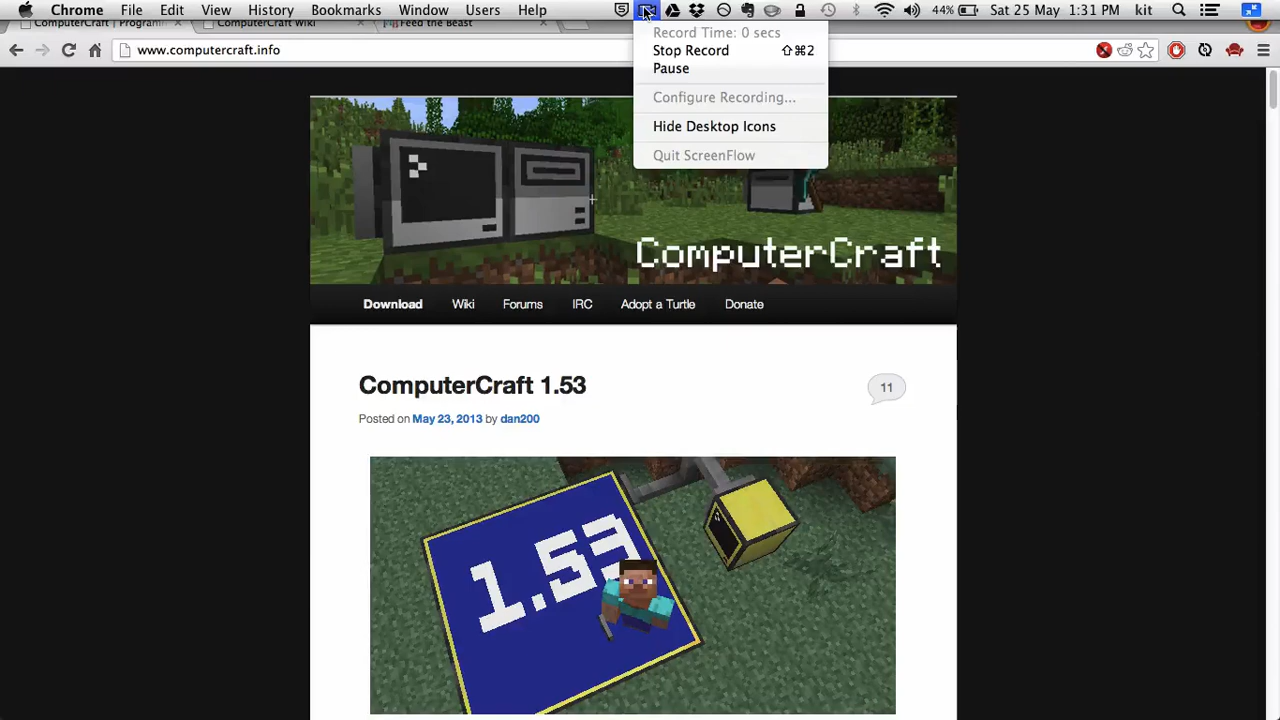 Chrome File Edit View History Bookmarks Window Users Help 44% Sat 25 May 1:31 PM kit
ComputerCraft | Program ComputerCraft Wiki Feed the Beast
www.computercraft.info
Record Time: 0 secs
Stop Record ⇧⌘2
Pause
Configure Recording...
Hide Desktop Icons
Quit ScreenFlow
ComputerCraft
Download Wiki Forums IRC Adopt a Turtle Donate
ComputerCraft 1.53
11
Posted on May 23, 2013 by dan200
1.53